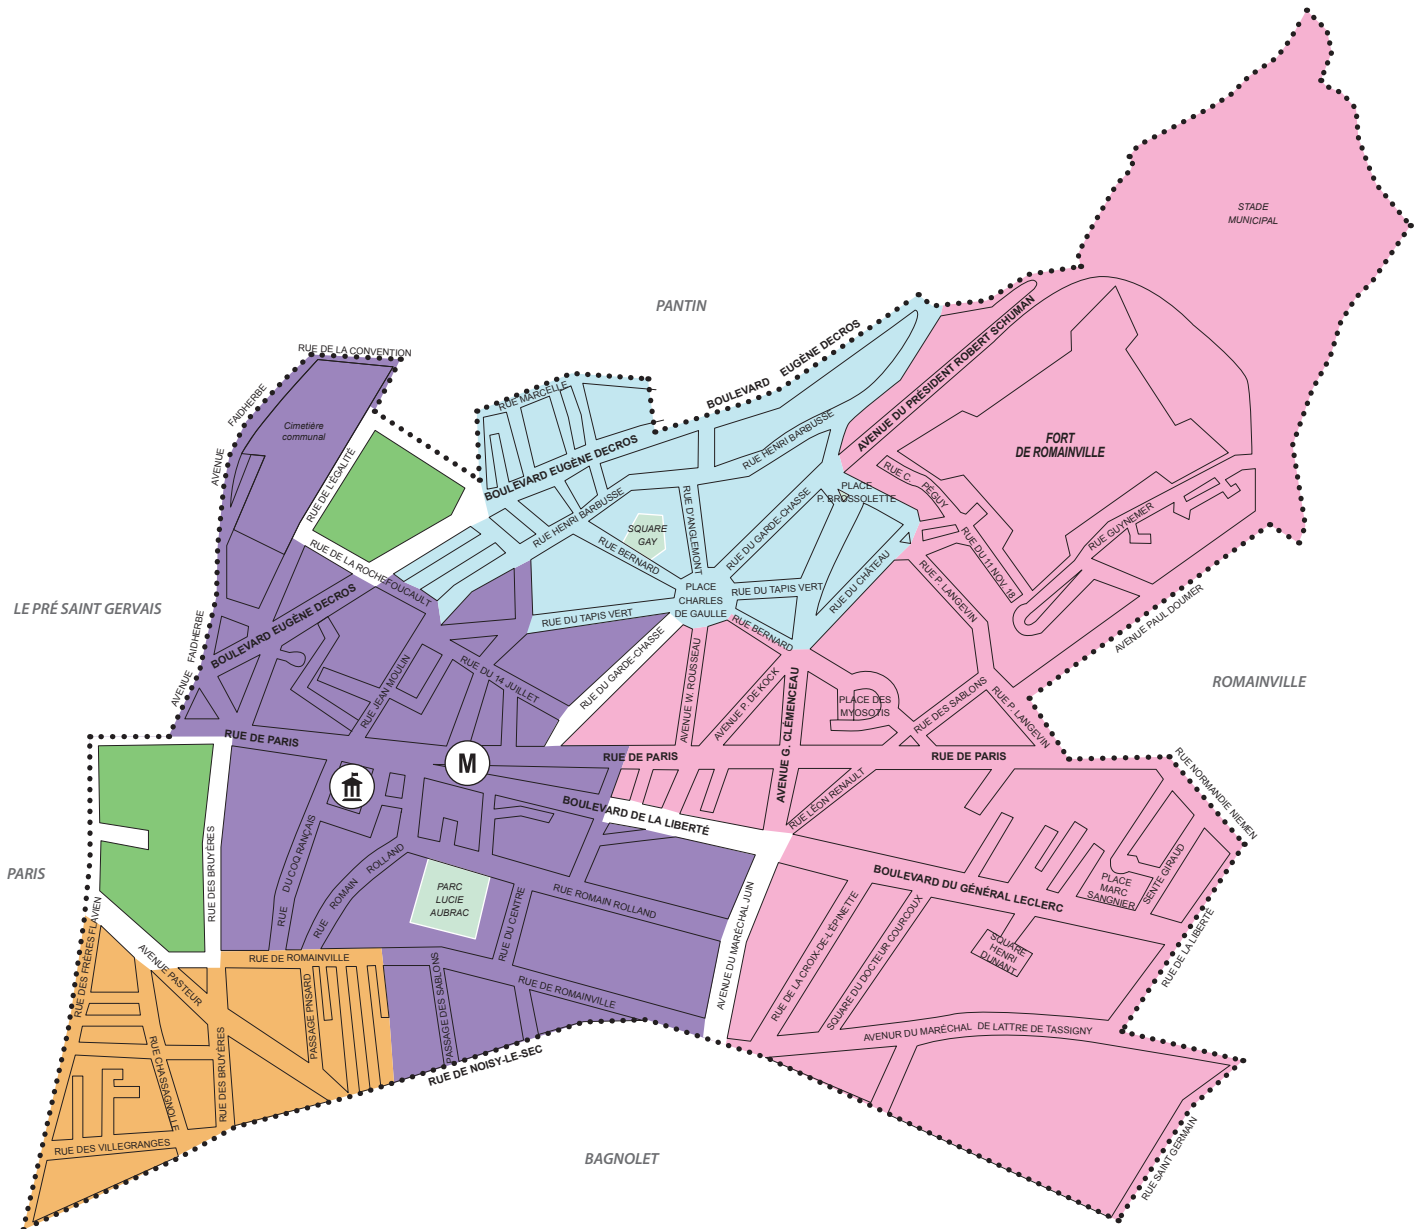 STADE
MUNICIPAL
PANTIN
AVENUE DU PRÉSIDENT ROBERT SCHUMAN
BOULEVARD EUGÈNE DECROS
RUE DE LA CONVENTION
AVENUE FAIDHERBE
RUE MARCELLE
Cimetière
communal
RUE HENRI BARBUSSE
FORT
DE ROMAINVILLE
BOULEVARD EUGÈNE DECROS
RUE DE L'ÉGALITÉ
RUE C. PÉGUY
PLACE
P. BROSSOLETTE
RUE HENRI BARBUSSE
RUE D'ANGLEMONT
RUE DU GARDE-CHASSE
SQUARE
GAY
RUE GUYNEMER
RUE BERNARD
RUE DU 11 NOV. 18
RUE DE LA ROCHEFOUCAULT
RUE P. LANGEVIN
RUE DU CHÂTEAU
PLACE
CHARLES
DE GAULLE
RUE DU TAPIS VERT
LE PRÉ SAINT GERVAIS
BOULEVARD EUGÈNE DECROS
RUE DU TAPIS VERT
RUE BERNARD
AVENUE PAUL DOUMER
AVENUE FAIDHERBE
RUE JEAN MOULIN
RUE DU 14 JUILLET
RUE DU GARDE-CHASSE
AVENUE W. ROUSSEAU
AVENUE P. DE KOCK
AVENUE G. CLÉMENCEAU
PLACE DES
MYOSOTIS
RUE DES SABLONS
RUE P. LANGEVIN
ROMAINVILLE
RUE DE PARIS
RUE DE PARIS
RUE DE PARIS
M
RUE NORMANDIE NIEMEN
RUE LÉON RENAULT
BOULEVARD DE LA LIBERTÉ
PARIS
RUE DES BRUYÈRES
RUE DU COQ FRANÇAIS
RUE ROMAIN ROLLAND
PARC
LUCIE
AUBRAC
RUE ROMAIN ROLLAND
RUE DU CENTRE
BOULEVARD DU GÉNÉRAL LECLERC
PLACE
MARC
SANGNIER
SENTE GIRAUD
RUE DE LA LIBERTÉ
AVENUE DU MARÉCHAL JUIN
RUE DE LA CROIX-DE-L'ÉPINETTE
SQUARE DU DOCTEUR COURCOUX
SQUARE
HENRI
DUNANT
RUE DES FRÈRES FLAVIEN
AVENUE PASTEUR
RUE DE ROMAINVILLE
PASSAGE PNSARD
PASSAGE DES SABLONS
RUE DE ROMAINVILLE
AVENUR DU MARÉCHAL DE LATTRE DE TASSIGNY
RUE CHASSAGNOLLE
RUE DES BRUYÈRES
RUE DE NOISY-LE-SEC
RUE DES VILLEGRANGES
BAGNOLET
RUE SAINT GERMAIN